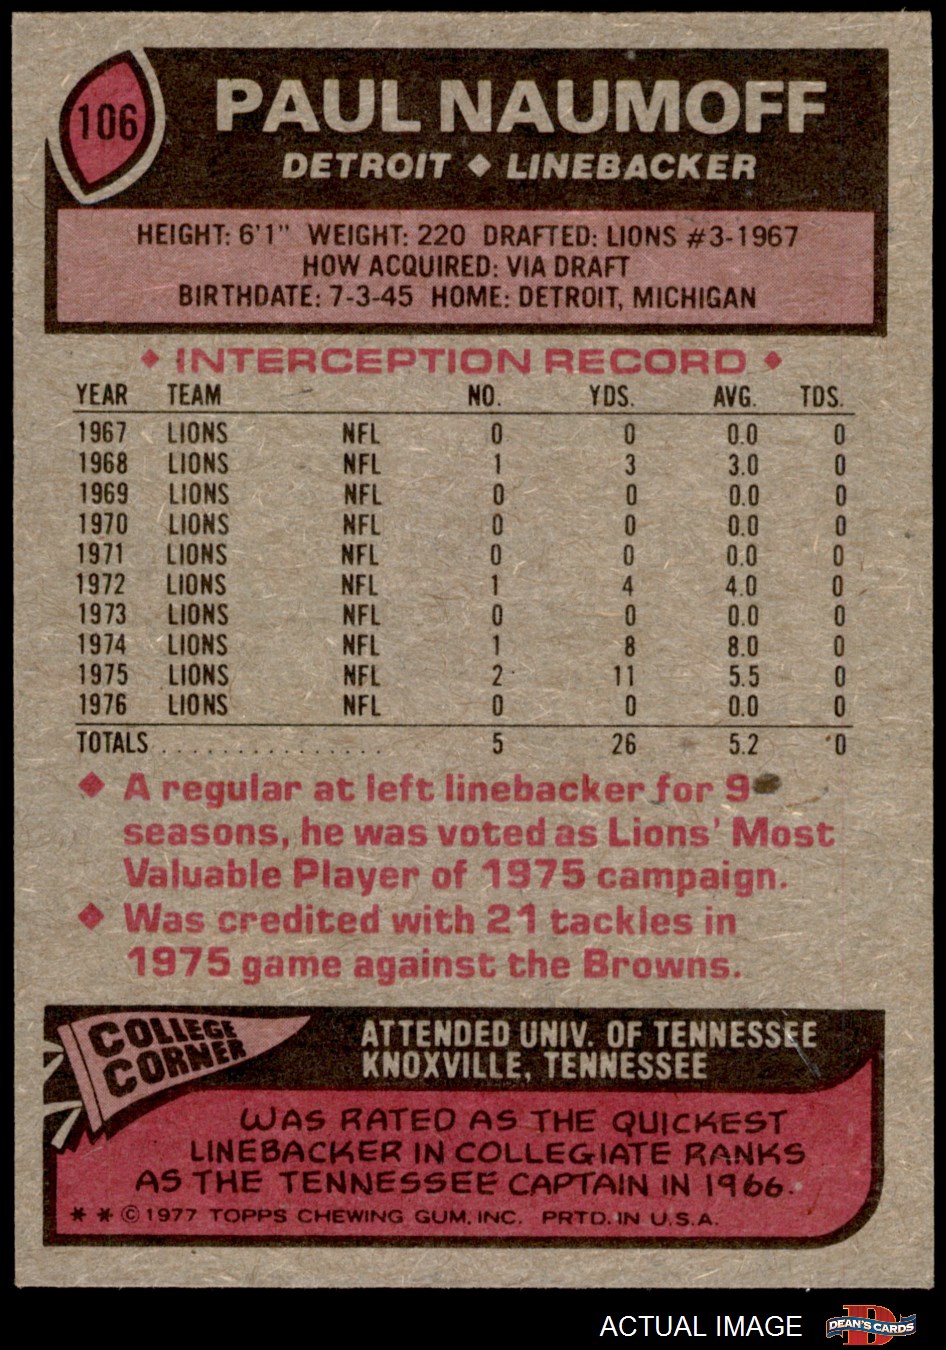 106
PAUL NAUMOFF
DETROIT ◆ LINEBACKER
HEIGHT: 6'1" WEIGHT: 220 DRAFTED: LIONS #3-1967
HOW ACQUIRED: VIA DRAFT
BIRTHDATE: 7-3-45 HOME: DETROIT, MICHIGAN
◆ INTERCEPTION RECORD ◆
YEAR TEAM NO. YDS. AVG. TDS.
1967 LIONS NFL 0 0 0.0 0
1968 LIONS NFL 1 3 3.0 0
1969 LIONS NFL 0 0 0.0 0
1970 LIONS NFL 0 0 0.0 0
1971 LIONS NFL 0 0 0.0 0
1972 LIONS NFL 1 4 4.0 0
1973 LIONS NFL 0 0 0.0 0
1974 LIONS NFL 1 8 8.0 0
1975 LIONS NFL 2 11 5.5 0
1976 LIONS NFL 0 0 0.0 0
TOTALS . . . . . . . . . . . . . . . 5 26 5.2 0
◆ A regular at left linebacker for 9
seasons, he was voted as Lions' Most
Valuable Player of 1975 campaign.
◆ Was credited with 21 tackles in
1975 game against the Browns.
COLLEGE
CORNER
ATTENDED UNIV. OF TENNESSEE
KNOXVILLE, TENNESSEE
WAS RATED AS THE QUICKEST
LINEBACKER IN COLLEGIATE RANKS
AS THE TENNESSEE CAPTAIN IN 1966.
* * © 1977 TOPPS CHEWING GUM, INC. PRTD. IN U.S.A.
ACTUAL IMAGE
D
DEAN'S CARDS